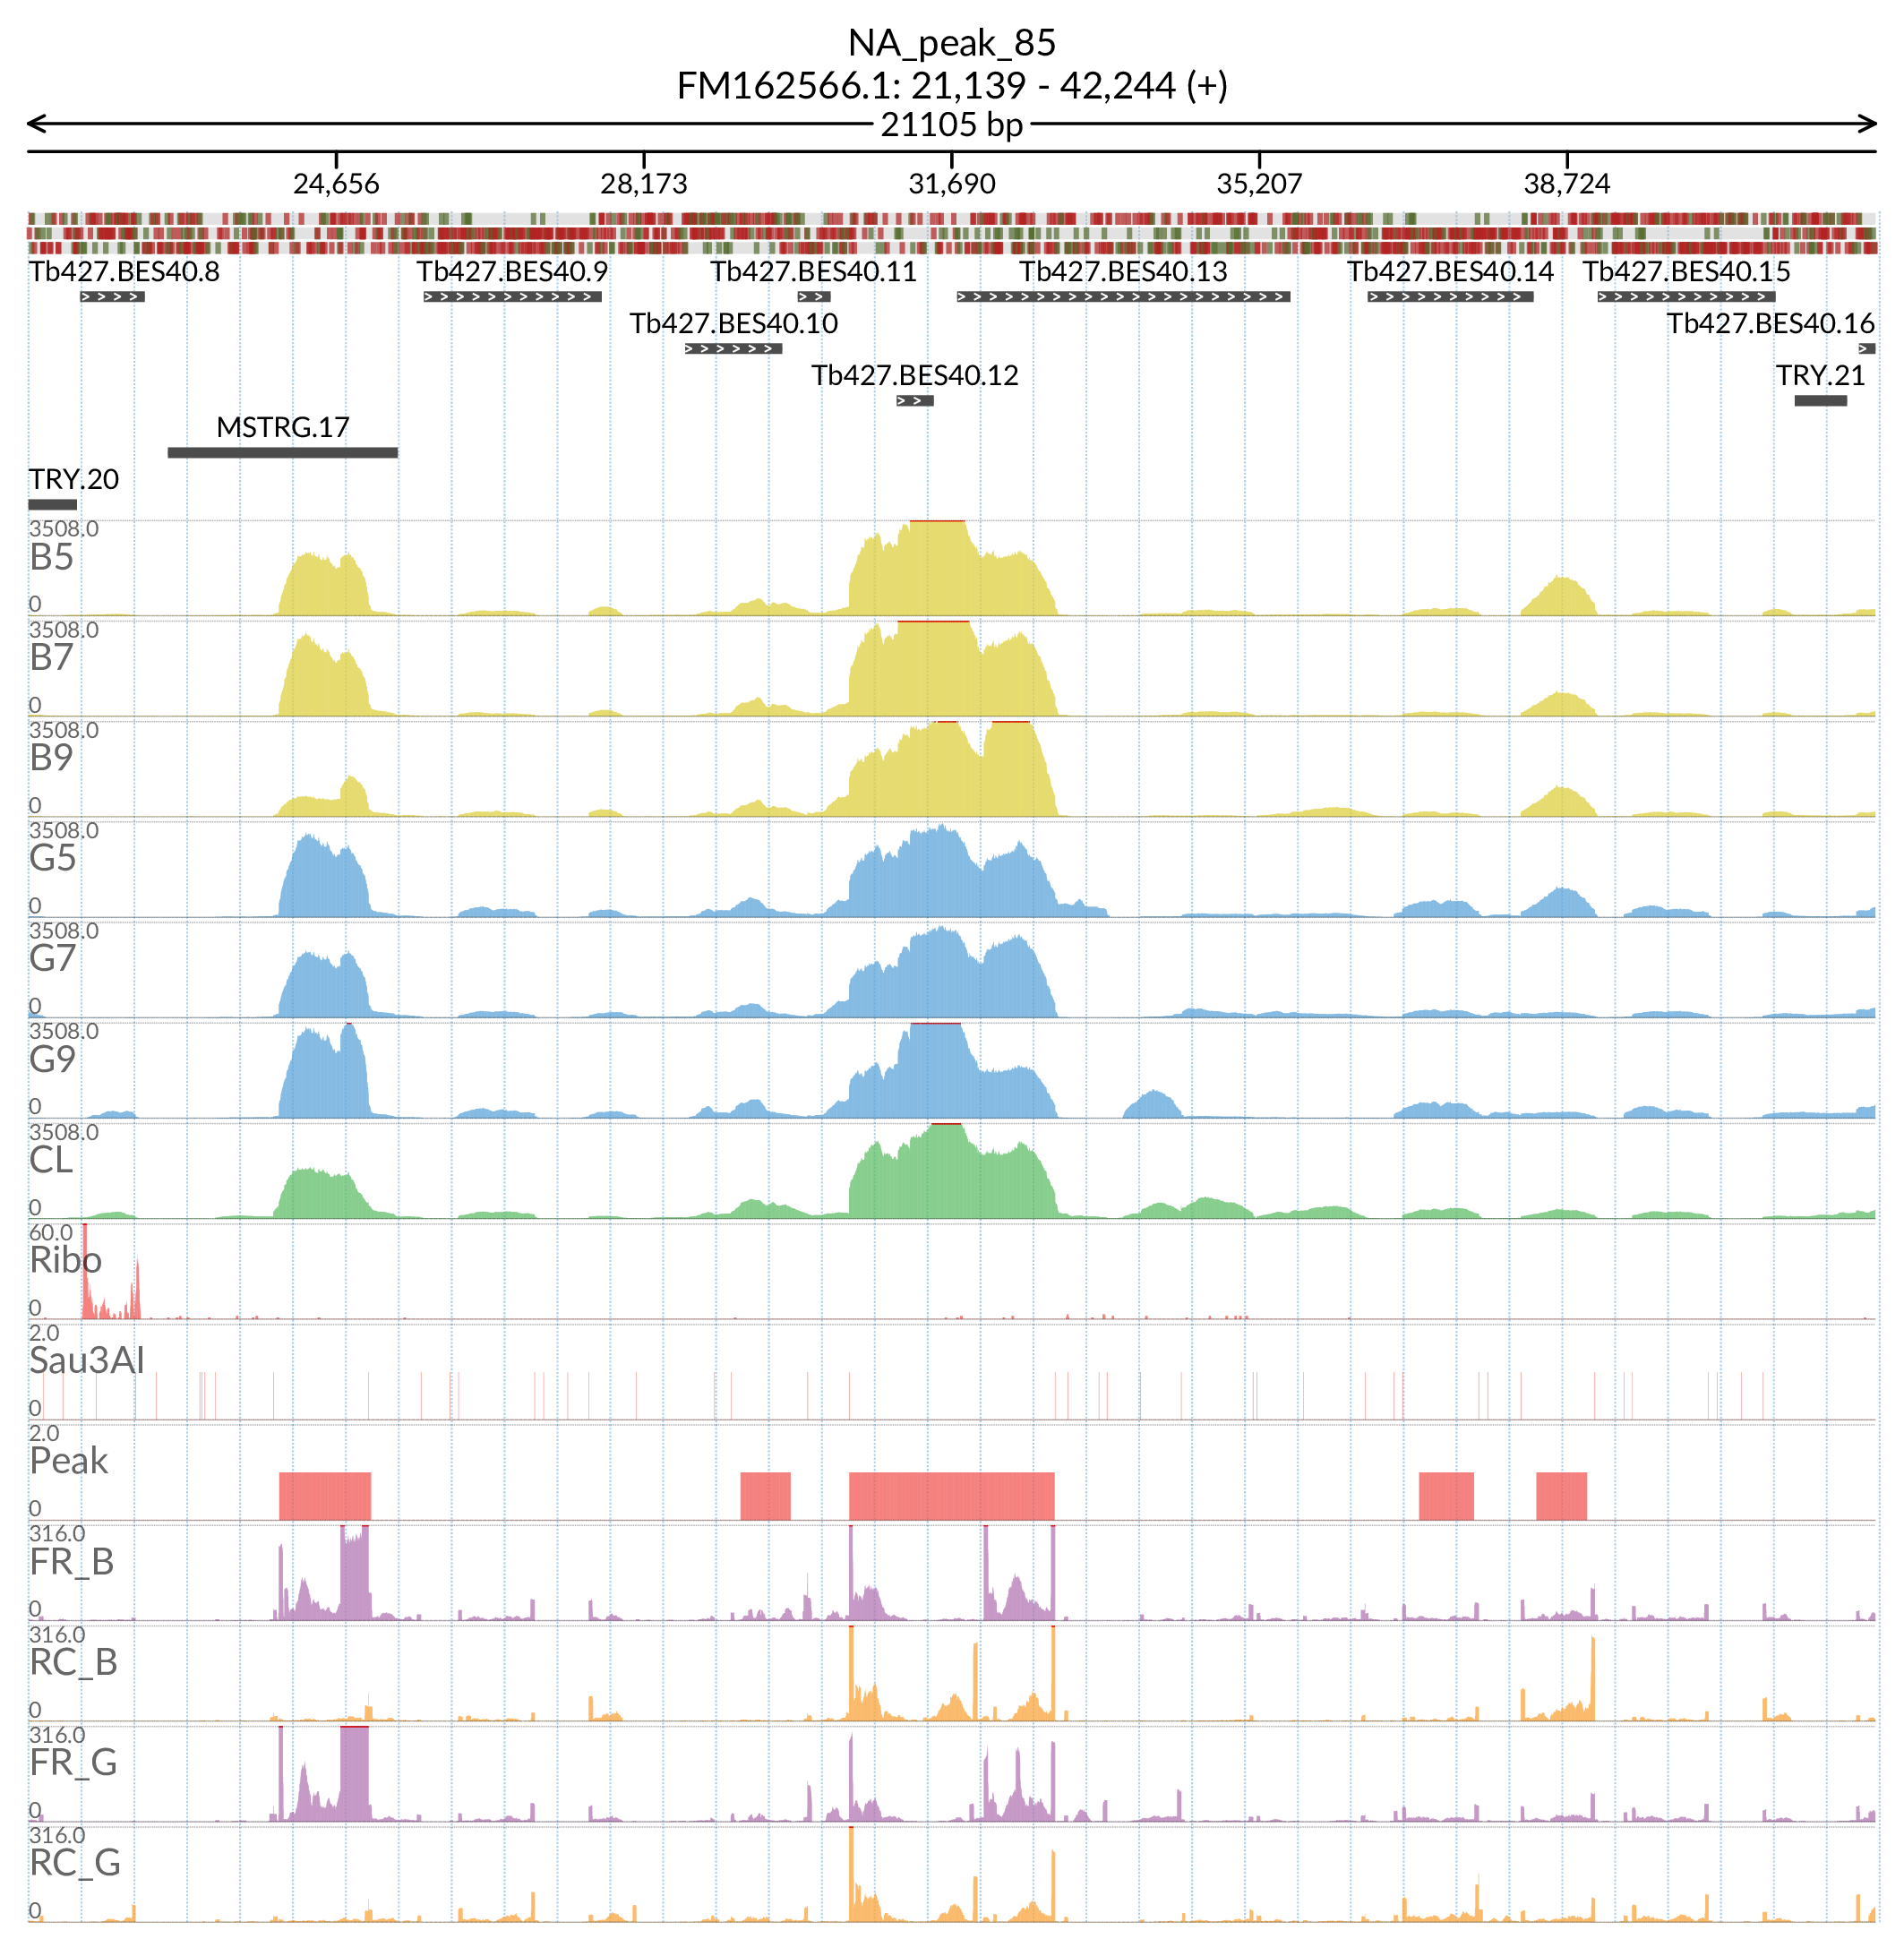 NA_peak_85
FM162566.1: 21,139 - 42,244 (+)
21105 bp
24,656 28,173 31,690 35,207 38,724
Tb427.BES40.8 Tb427.BES40.9 Tb427.BES40.11 Tb427.BES40.13 Tb427.BES40.14 Tb427.BES40.15
Tb427.BES40.10 Tb427.BES40.16
Tb427.BES40.12 TRY.21
MSTRG.17
TRY.20
3508.0
B5
0
3508.0
B7
0
3508.0
B9
0
3508.0
G5
0
3508.0
G7
0
3508.0
G9
0
3508.0
CL
0
60.0
Ribo
0
2.0
Sau3AI
0
2.0
Peak
0
316.0
FR_B
0
316.0
RC_B
0
316.0
FR_G
0
316.0
RC_G
0